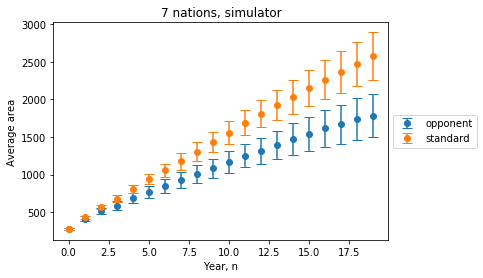 7 nations, simulator
Average area
3000
2500
2000
1500
1000
500
0.0 2.5 5.0 7.5 10.0 12.5 15.0 17.5
Year, n
opponent
standard